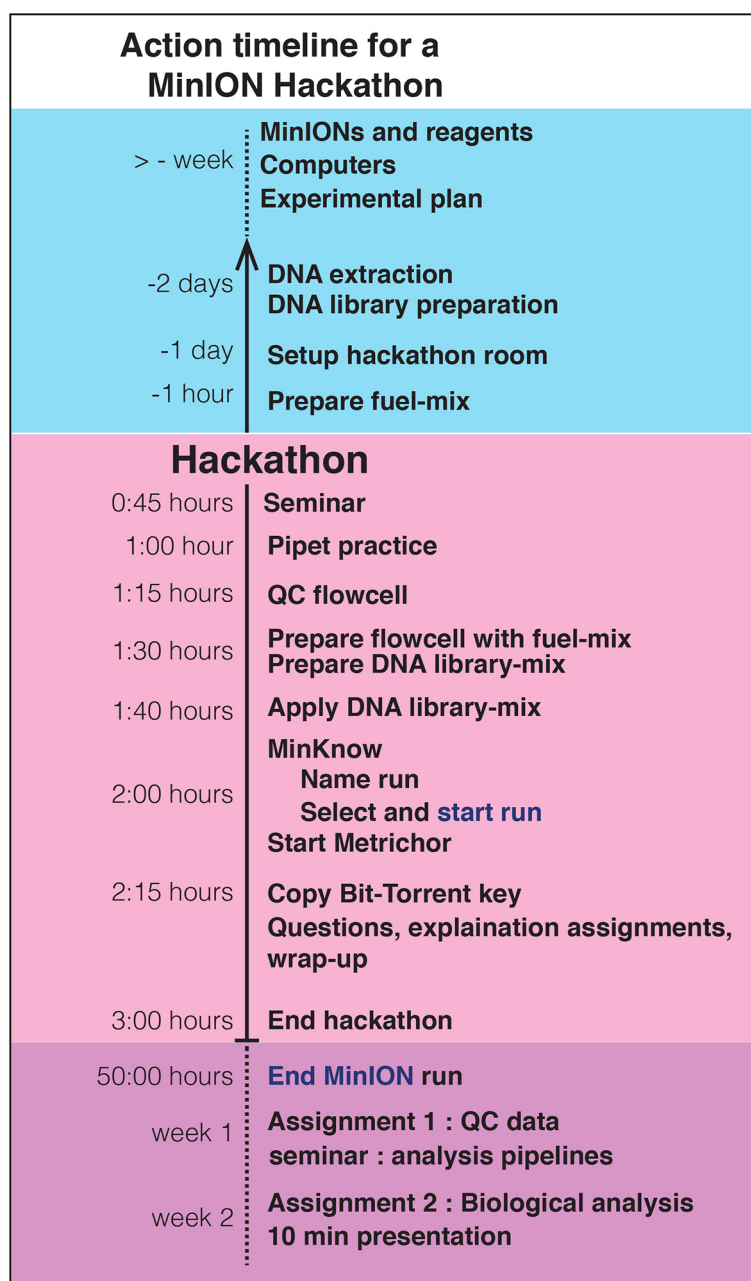 Action timeline for a
MinION Hackathon
> - week
MinIONs and reagents
Computers
Experimental plan
-2 days
DNA extraction
DNA library preparation
-1 day
Setup hackathon room
-1 hour
Prepare fuel-mix
Hackathon
0:45 hours
Seminar
1:00 hour
Pipet practice
1:15 hours
QC flowcell
1:30 hours
Prepare flowcell with fuel-mix
Prepare DNA library-mix
1:40 hours
Apply DNA library-mix
2:00 hours
MinKnow
Name run
Select and start run
Start Metrichor
2:15 hours
Copy Bit-Torrent key
Questions, explaination assignments,
wrap-up
3:00 hours
End hackathon
50:00 hours
End MinION run
week 1
Assignment 1 : QC data
seminar : analysis pipelines
week 2
Assignment 2 : Biological analysis
10 min presentation